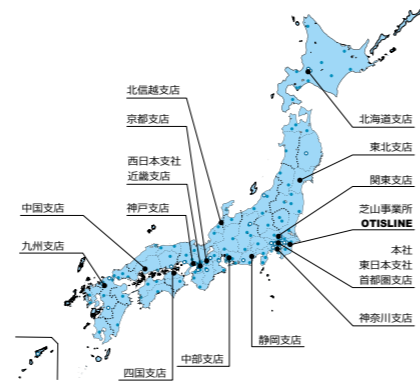 北信越支店
京都支店
西日本支社
近畿支店
中国支店
神戸支店
九州支店
四国支店
中部支店
静岡支店
北海道支店
東北支店
関東支店
芝山事業所
OTISLINE
本社
東日本支社
首都圏支店
神奈川支店